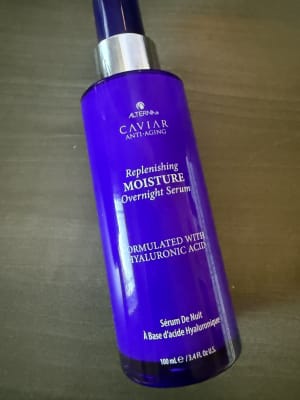 ALTERNA
CAVIAR
ANTI·AGING
Replenishing
MOISTURE
Overnight Serum
FORMULATED WITH
HYALURONIC ACID
Sérum De Nuit
À Base d'acide Hyaluronique
100 mL ℮ / 3.4 Fl. Oz U.S.